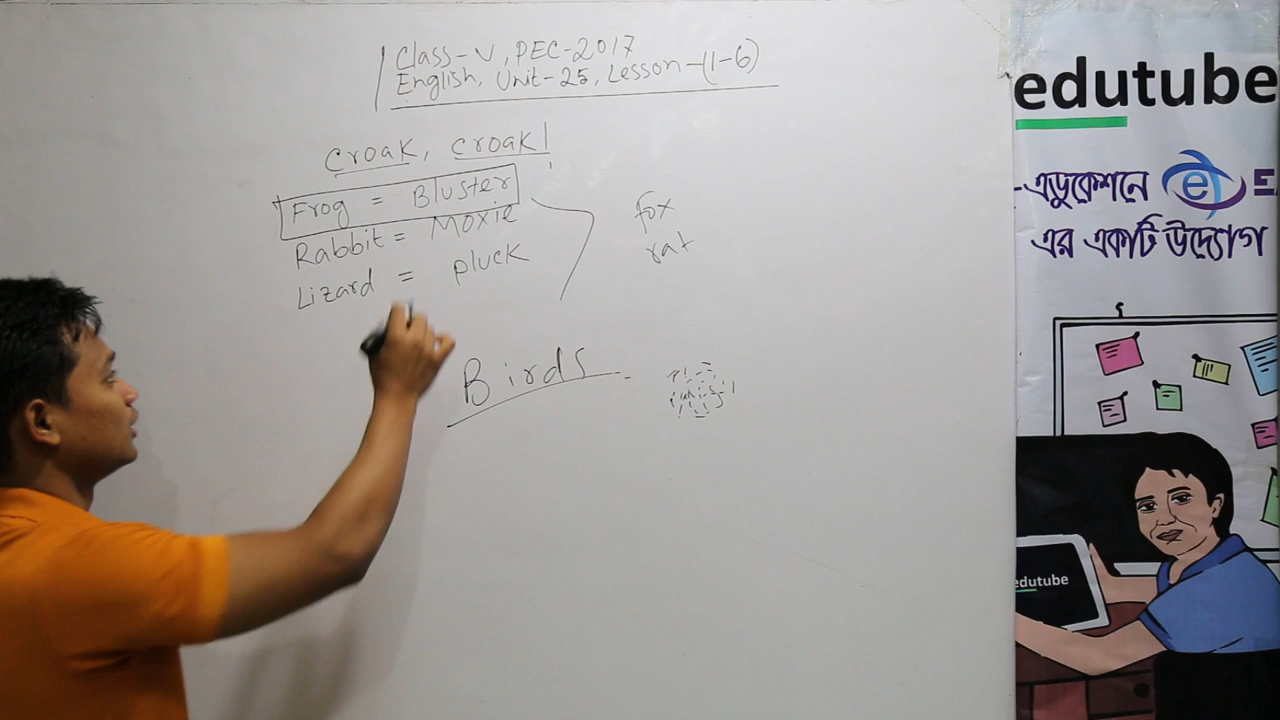 Class-V, PEC-2017
English, Unit-25, Lesson-(1-6)
Croak, croak!
Frog = Bluster
Rabbit = Moxie
Lizard = pluck
fox
rat
Birds
edutube
এডুকেশনে e E
এর একটি উদ্যোগ
edutube